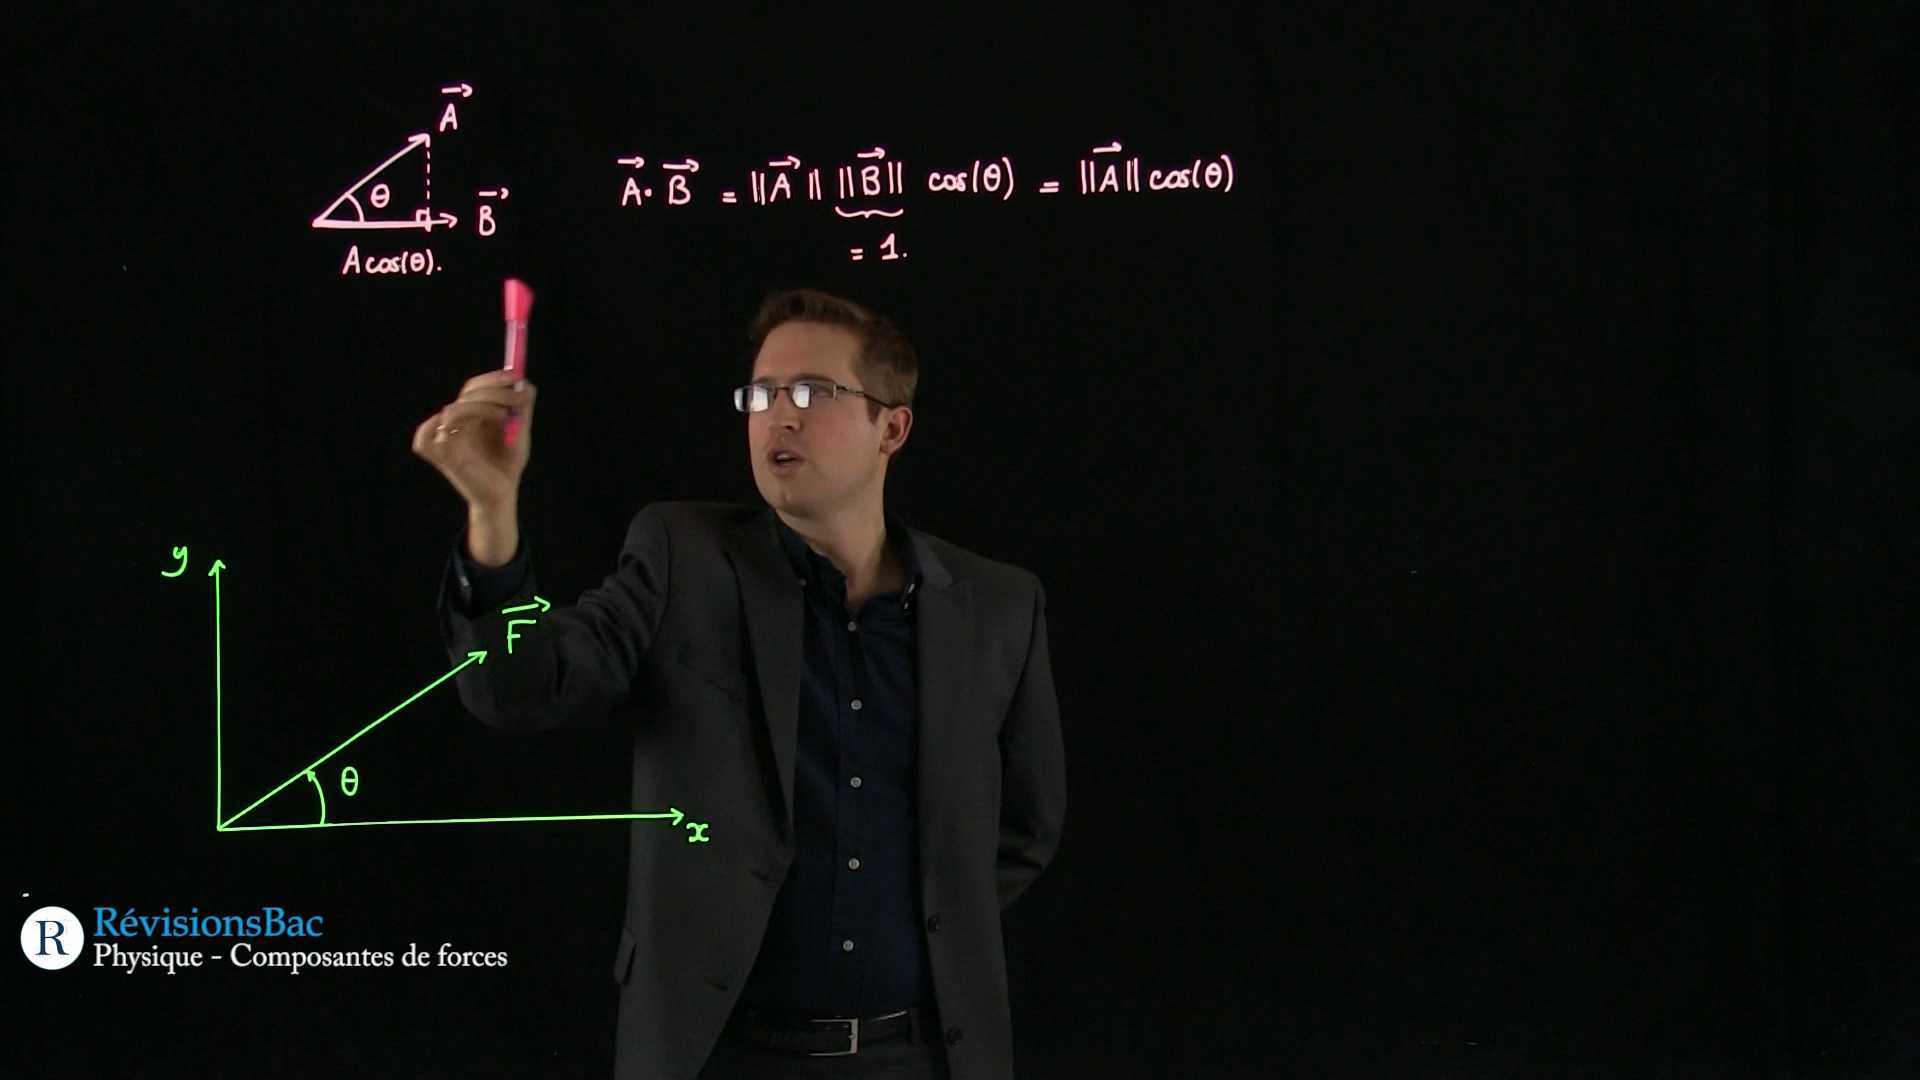 A⃗
θ
B⃗
A cos(θ).
A⃗ · B⃗ = ||A⃗|| ||B⃗|| cos(θ) = ||A⃗|| cos(θ)
= 1.
y
F⃗
θ
x
R RévisionsBac
Physique - Composantes de forces